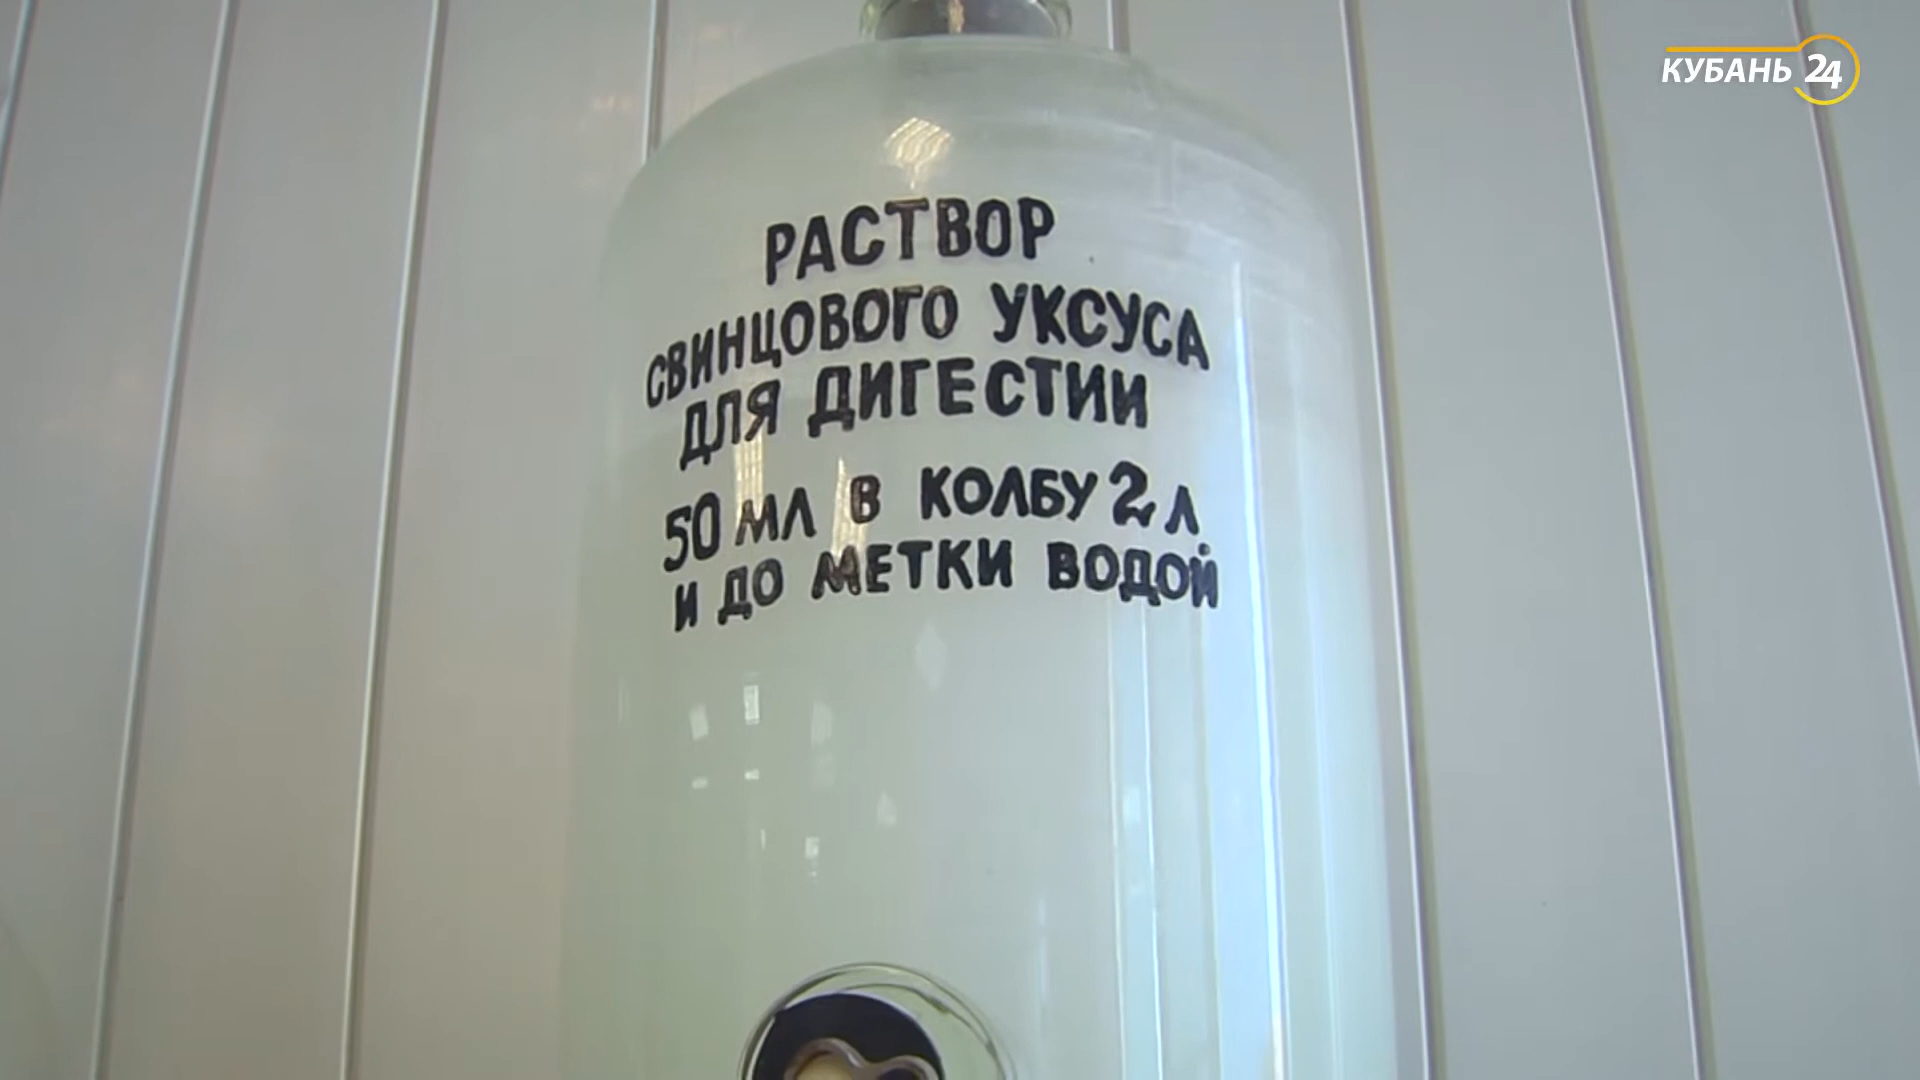 КУБАНЬ 24
РАСТВОР
СВИНЦОВОГО УКСУСА
ДЛЯ ДИГЕСТИИ
50 МЛ В КОЛБУ 2 Л
И ДО МЕТКИ ВОДОЙ